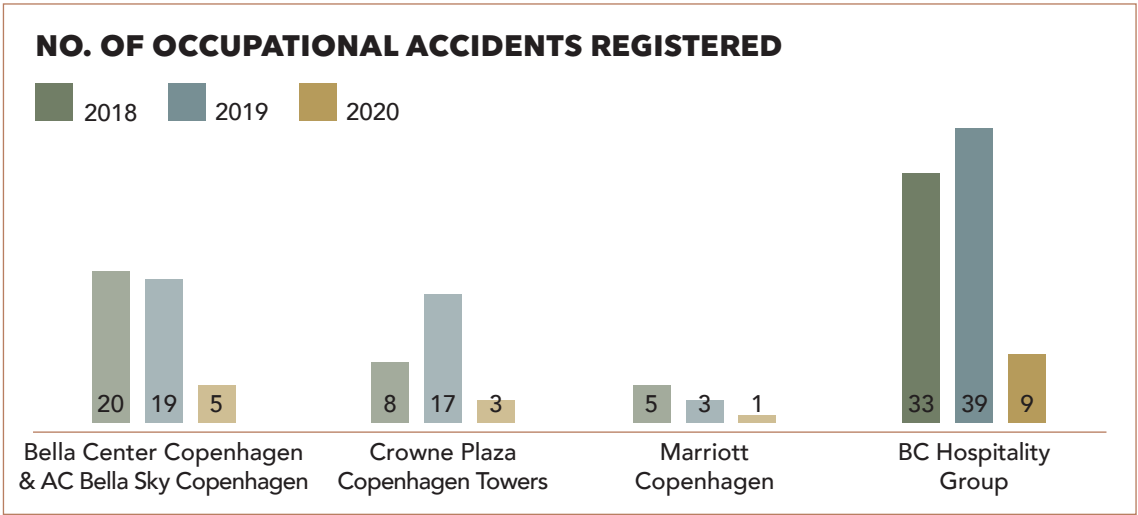 NO. OF OCCUPATIONAL ACCIDENTS REGISTERED
2018 2019 2020
20 19 5 8 17 3 5 3 1 33 39 9
Bella Center Copenhagen
& AC Bella Sky Copenhagen
Crowne Plaza
Copenhagen Towers
Marriott
Copenhagen
BC Hospitality
Group